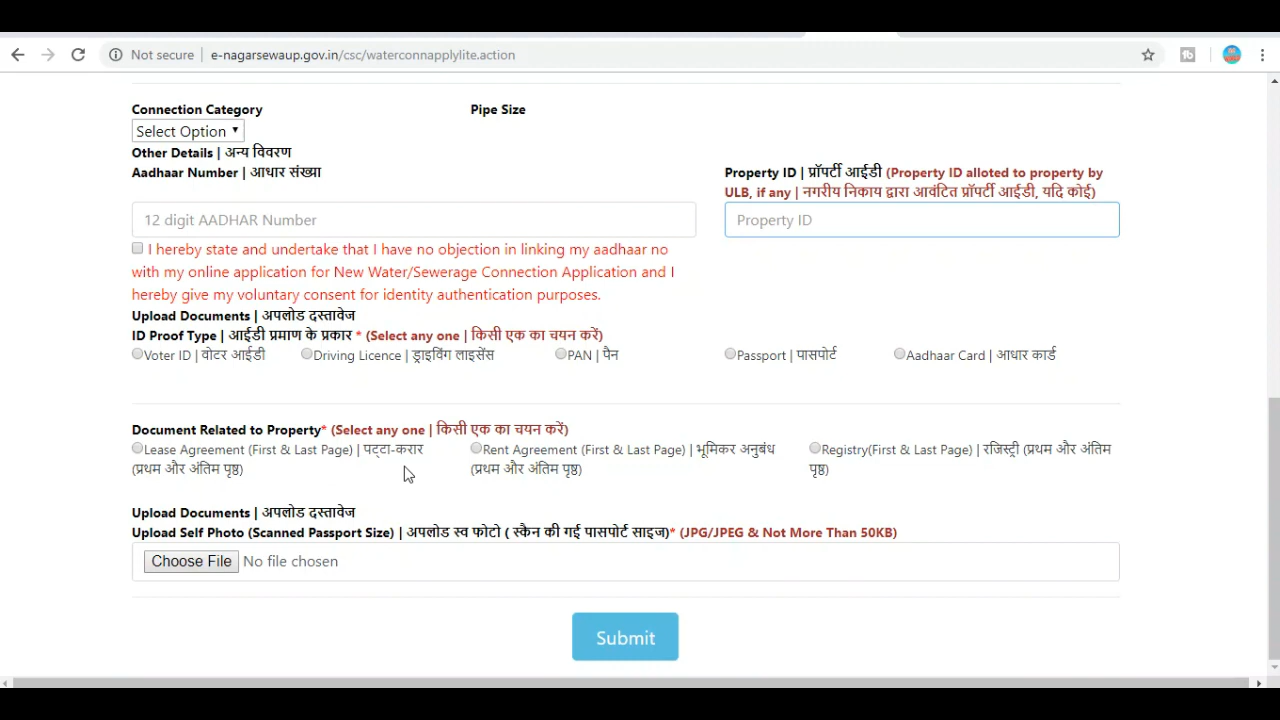 Not secure | e-nagarsewaup.gov.in/csc/waterconnapplylite.action
Connection Category
Pipe Size
Select Option
Other Details | अन्य विवरण
Aadhaar Number | आधार संख्या
Property ID | प्रॉपर्टी आईडी (Property ID alloted to property by
ULB, if any | नगरीय निकाय द्वारा आवंटित प्रॉपर्टी आईडी, यदि कोई)
12 digit AADHAR Number
Property ID
I hereby state and undertake that I have no objection in linking my aadhaar no
with my online application for New Water/Sewerage Connection Application and I
hereby give my voluntary consent for identity authentication purposes.
Upload Documents | अपलोड दस्तावेज
ID Proof Type | आईडी प्रमाण के प्रकार * (Select any one | किसी एक का चयन करें)
Voter ID | वोटर आईडी
Driving Licence | ड्राइविंग लाइसेंस
PAN | पैन
Passport | पासपोर्ट
Aadhaar Card | आधार कार्ड
Document Related to Property* (Select any one | किसी एक का चयन करें)
Lease Agreement (First & Last Page) | पट्टा-करार
(प्रथम और अंतिम पृष्ठ)
Rent Agreement (First & Last Page) | भूमिकर अनुबंध
(प्रथम और अंतिम पृष्ठ)
Registry(First & Last Page) | रजिस्ट्री (प्रथम और अंतिम
पृष्ठ)
Upload Documents | अपलोड दस्तावेज
Upload Self Photo (Scanned Passport Size) | अपलोड स्व फोटो ( स्कैन की गई पासपोर्ट साइज)* (JPG/JPEG & Not More Than 50KB)
Choose File No file chosen
Submit